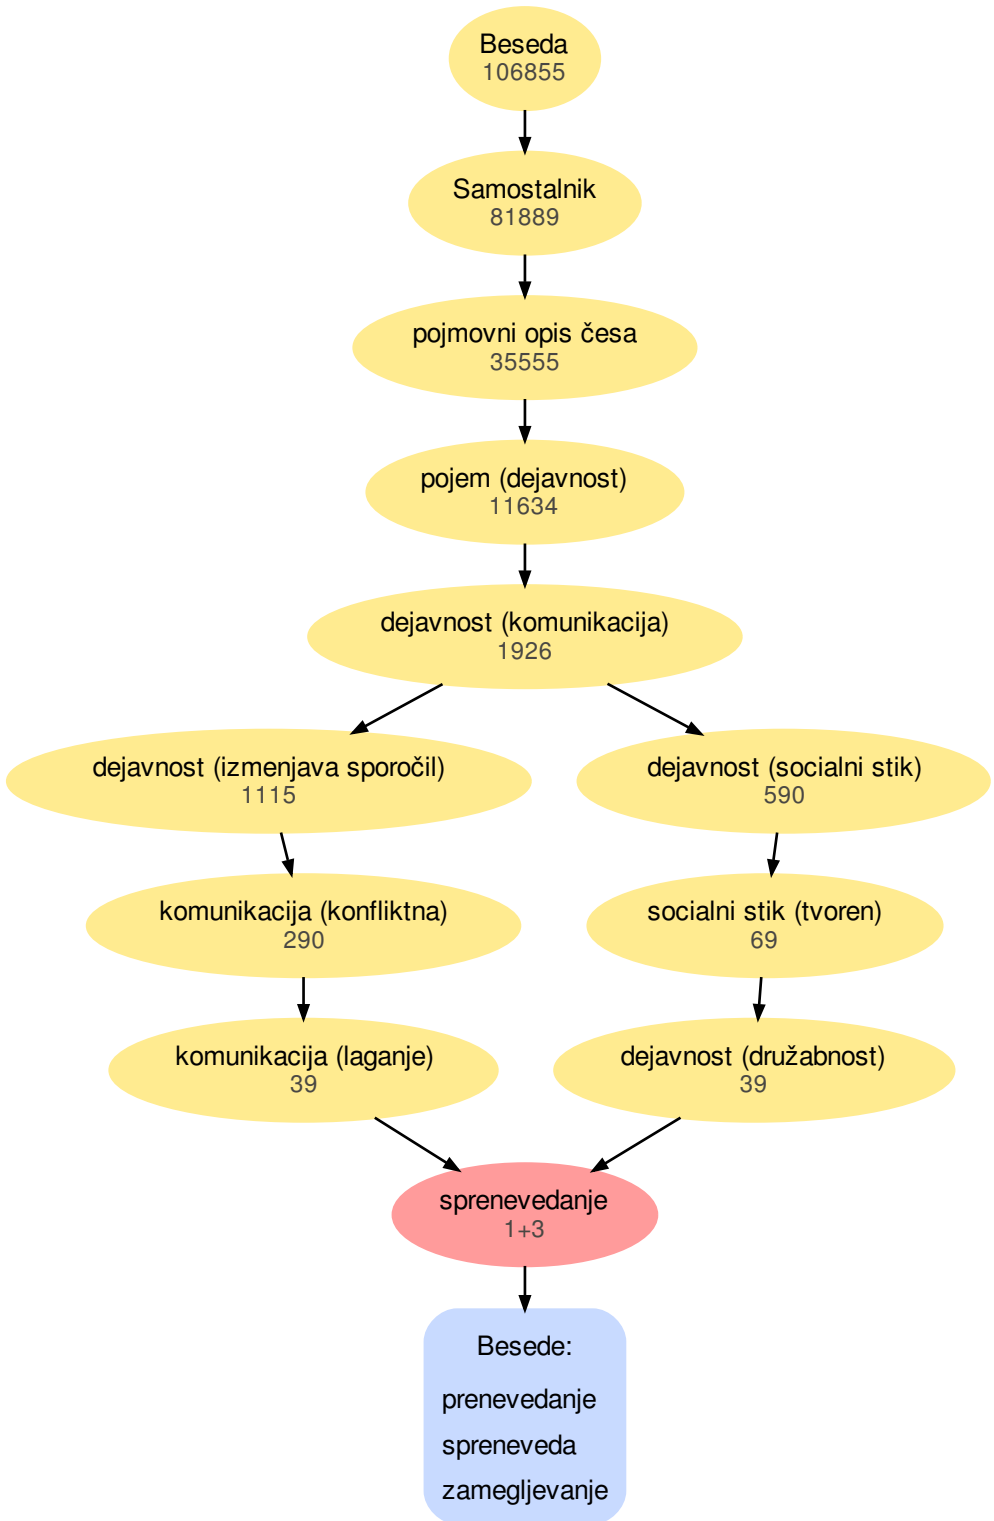 Beseda
106855
Samostalnik
81889
pojmovni opis česa
35555
pojem (dejavnost)
11634
dejavnost (komunikacija)
1926
dejavnost (izmenjava sporočil)
1115
dejavnost (socialni stik)
590
komunikacija (konfliktna)
290
socialni stik (tvoren)
69
komunikacija (laganje)
39
dejavnost (družabnost)
39
sprenevedanje
1+3
Besede:
prenevedanje
spreneveda
zamegljevanje